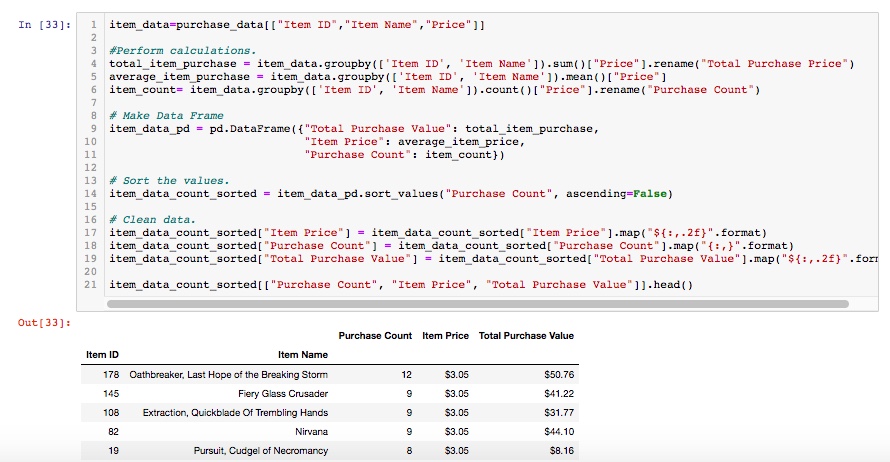 In [33]:
1 item_data=purchase_data[["Item ID","Item Name","Price"]]
2
3 #Perform calculations.
4 total_item_purchase = item_data.groupby(['Item ID', 'Item Name']).sum()["Price"].rename("Total Purchase Price")
5 average_item_purchase = item_data.groupby(['Item ID', 'Item Name']).mean()["Price"]
6 item_count= item_data.groupby(['Item ID', 'Item Name']).count()["Price"].rename("Purchase Count")
7
8 # Make Data Frame
9 item_data_pd = pd.DataFrame({"Total Purchase Value": total_item_purchase,
10 "Item Price": average_item_price,
11 "Purchase Count": item_count})
12
13 # Sort the values.
14 item_data_count_sorted = item_data_pd.sort_values("Purchase Count", ascending=False)
15
16 # Clean data.
17 item_data_count_sorted["Item Price"] = item_data_count_sorted["Item Price"].map("${:,.2f}".format)
18 item_data_count_sorted["Purchase Count"] = item_data_count_sorted["Purchase Count"].map("{:,}".format)
19 item_data_count_sorted["Total Purchase Value"] = item_data_count_sorted["Total Purchase Value"].map("${:,.2f}".for
20
21 item_data_count_sorted[["Purchase Count", "Item Price", "Total Purchase Value"]].head()
Out[33]:
Purchase Count Item Price Total Purchase Value
Item ID Item Name
178 Oathbreaker, Last Hope of the Breaking Storm 12 $3.05 $50.76
145 Fiery Glass Crusader 9 $3.05 $41.22
108 Extraction, Quickblade Of Trembling Hands 9 $3.05 $31.77
82 Nirvana 9 $3.05 $44.10
19 Pursuit, Cudgel of Necromancy 8 $3.05 $8.16